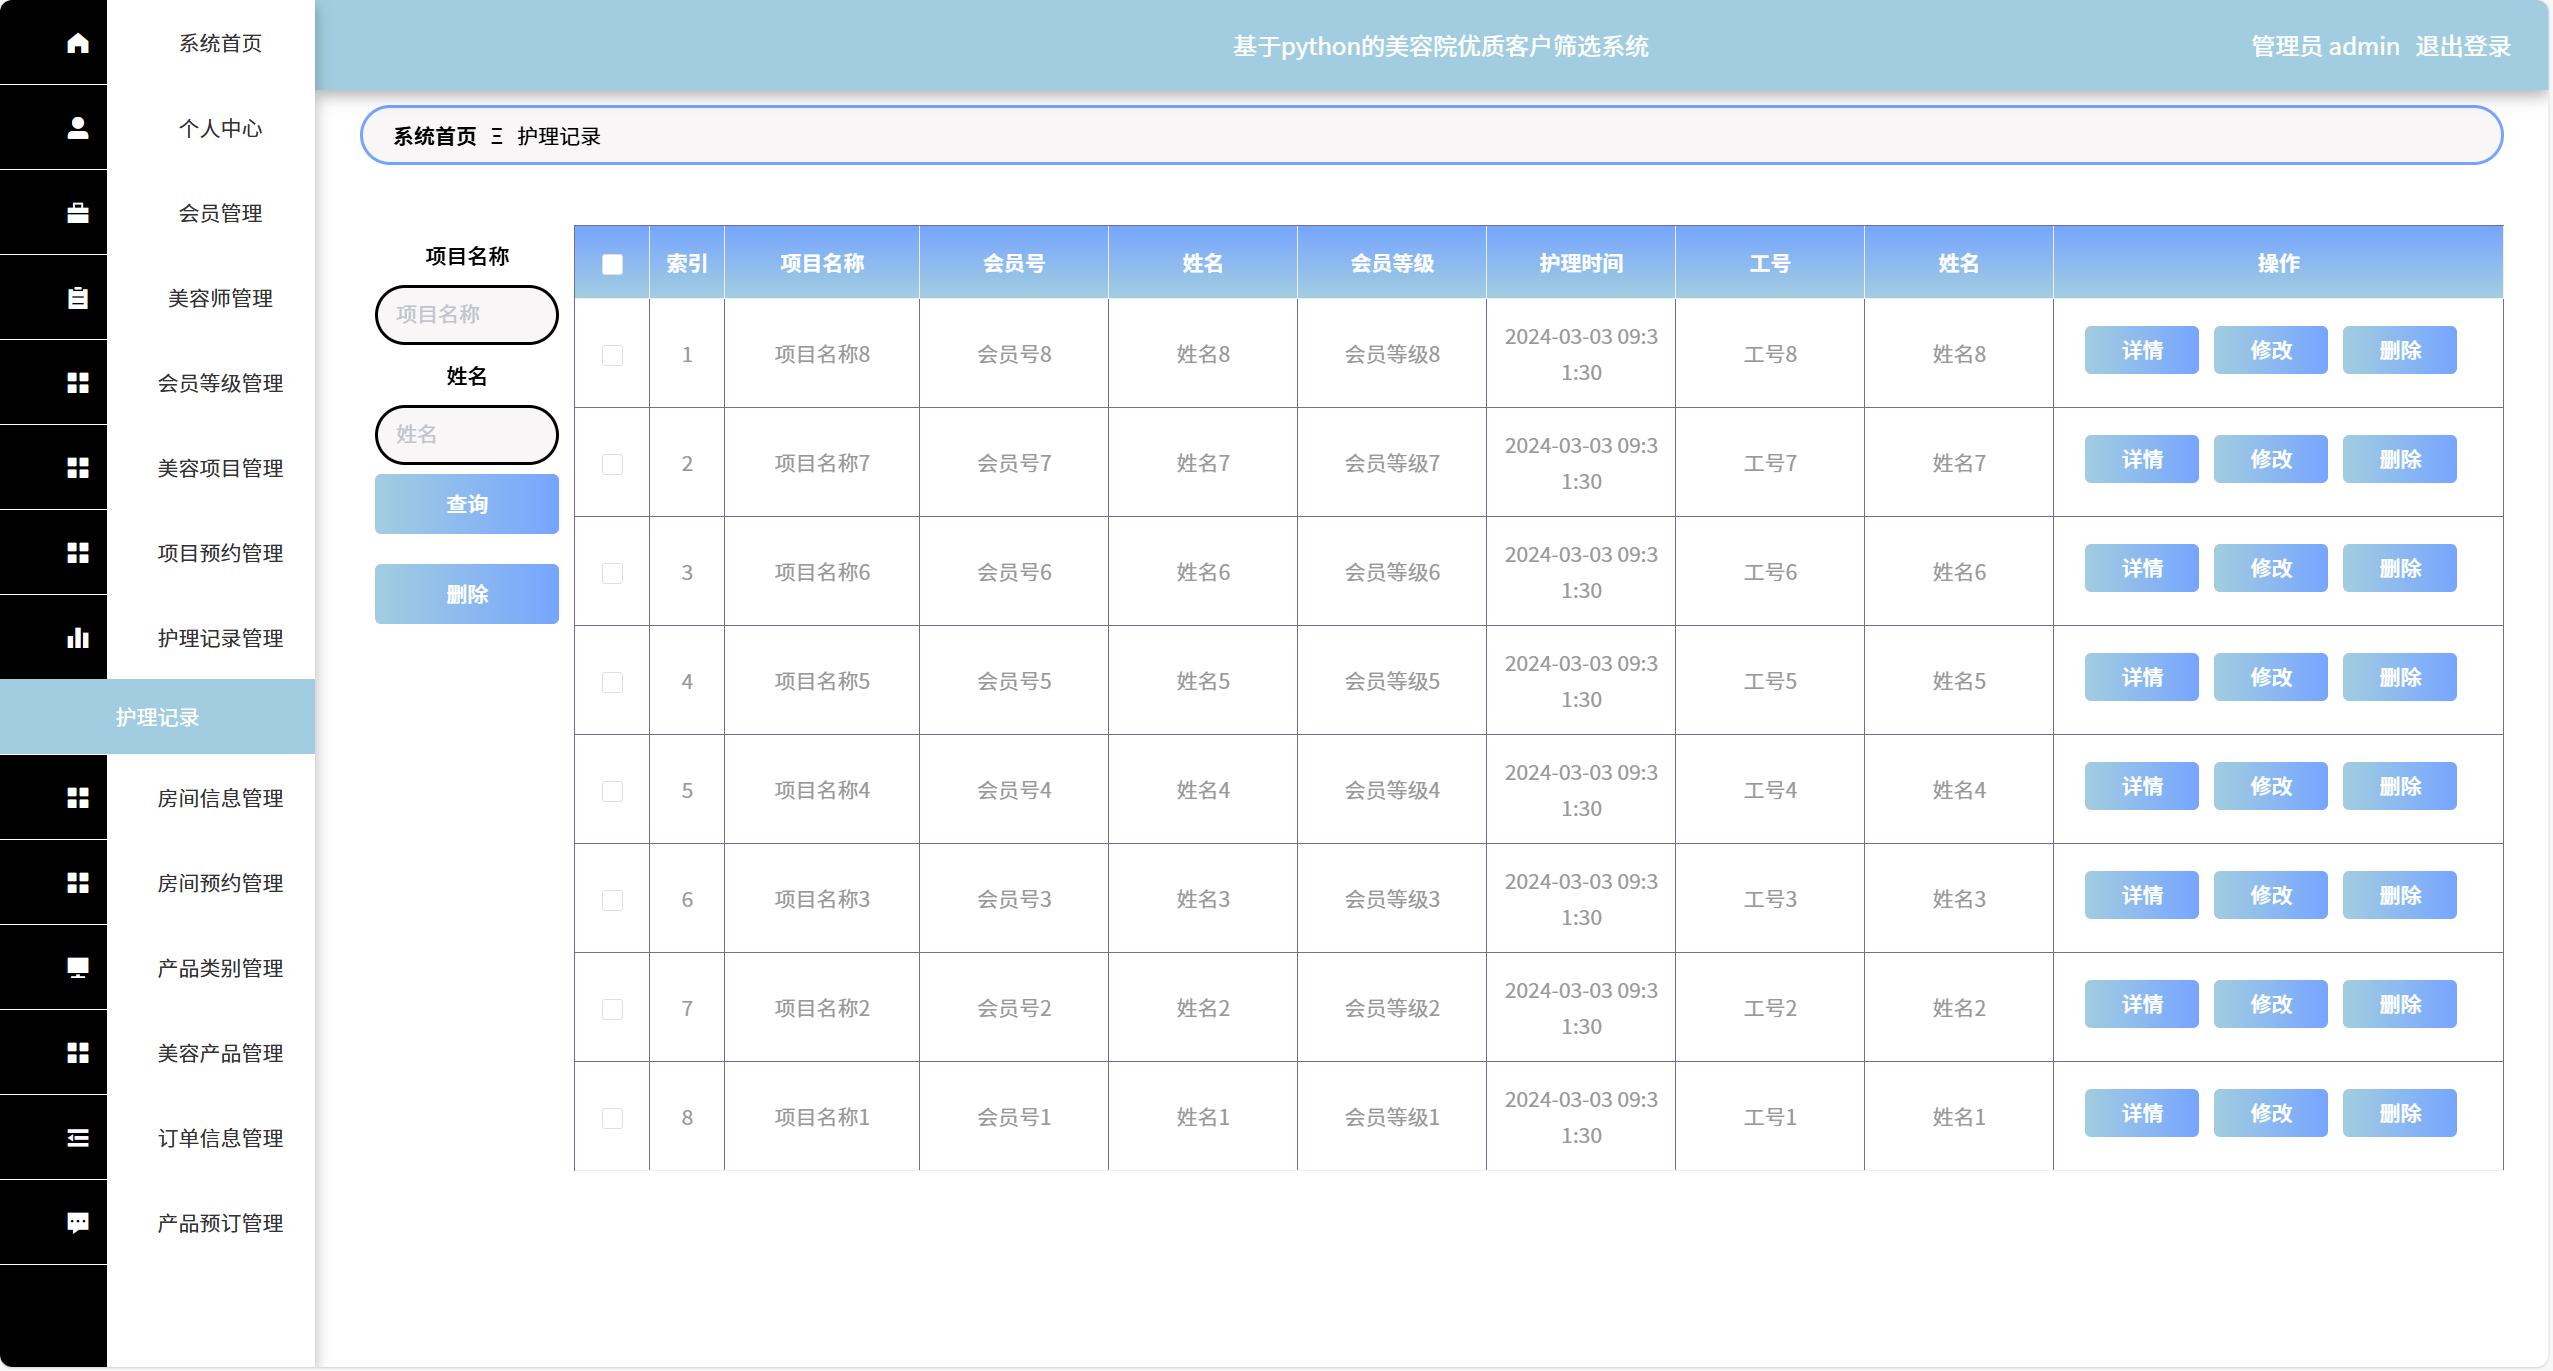 系统首页
个人中心
会员管理
美容师管理
会员等级管理
美容项目管理
项目预约管理
护理记录管理
护理记录
房间信息管理
房间预约管理
产品类别管理
美容产品管理
订单信息管理
产品预订管理
基于python的美容院优质客户筛选系统
管理员 admin 退出登录
系统首页 Ξ 护理记录
项目名称
项目名称
姓名
姓名
查询
删除
索引 项目名称 会员号 姓名 会员等级 护理时间 工号 姓名 操作
1 项目名称8 会员号8 姓名8 会员等级8 2024-03-03 09:3
1:30 工号8 姓名8 详情 修改 删除
2 项目名称7 会员号7 姓名7 会员等级7 2024-03-03 09:3
1:30 工号7 姓名7 详情 修改 删除
3 项目名称6 会员号6 姓名6 会员等级6 2024-03-03 09:3
1:30 工号6 姓名6 详情 修改 删除
4 项目名称5 会员号5 姓名5 会员等级5 2024-03-03 09:3
1:30 工号5 姓名5 详情 修改 删除
5 项目名称4 会员号4 姓名4 会员等级4 2024-03-03 09:3
1:30 工号4 姓名4 详情 修改 删除
6 项目名称3 会员号3 姓名3 会员等级3 2024-03-03 09:3
1:30 工号3 姓名3 详情 修改 删除
7 项目名称2 会员号2 姓名2 会员等级2 2024-03-03 09:3
1:30 工号2 姓名2 详情 修改 删除
8 项目名称1 会员号1 姓名1 会员等级1 2024-03-03 09:3
1:30 工号1 姓名1 详情 修改 删除